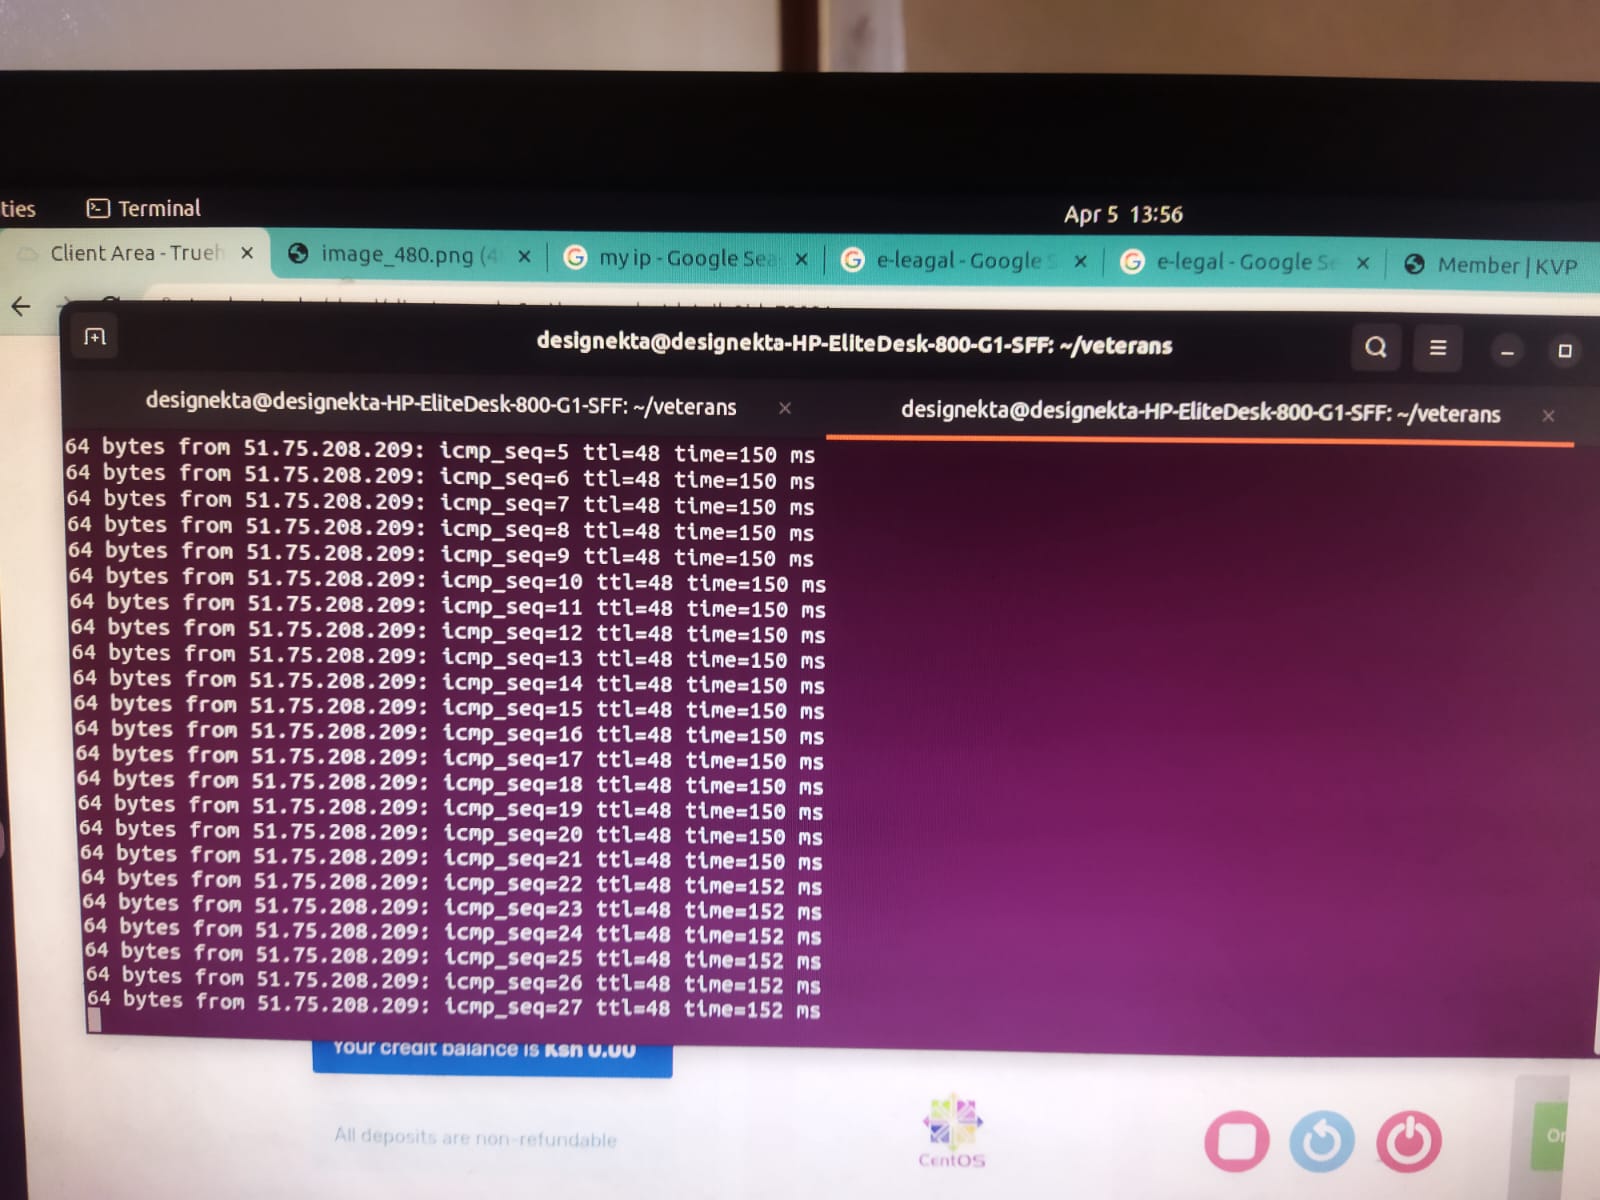 ties Terminal Apr 5 13:56
Client Area - Trueh image_480.png (4 my ip - Google Sea e-leagal - Google S e-legal - Google Se Member | KVP
designekta@designekta-HP-EliteDesk-800-G1-SFF: ~/veterans
designekta@designekta-HP-EliteDesk-800-G1-SFF: ~/veterans designekta@designekta-HP-EliteDesk-800-G1-SFF: ~/veterans
64 bytes from 51.75.208.209: icmp_seq=5 ttl=48 time=150 ms
64 bytes from 51.75.208.209: icmp_seq=6 ttl=48 time=150 ms
64 bytes from 51.75.208.209: icmp_seq=7 ttl=48 time=150 ms
64 bytes from 51.75.208.209: icmp_seq=8 ttl=48 time=150 ms
64 bytes from 51.75.208.209: icmp_seq=9 ttl=48 time=150 ms
64 bytes from 51.75.208.209: icmp_seq=10 ttl=48 time=150 ms
64 bytes from 51.75.208.209: icmp_seq=11 ttl=48 time=150 ms
64 bytes from 51.75.208.209: icmp_seq=12 ttl=48 time=150 ms
64 bytes from 51.75.208.209: icmp_seq=13 ttl=48 time=150 ms
64 bytes from 51.75.208.209: icmp_seq=14 ttl=48 time=150 ms
64 bytes from 51.75.208.209: icmp_seq=15 ttl=48 time=150 ms
64 bytes from 51.75.208.209: icmp_seq=16 ttl=48 time=150 ms
64 bytes from 51.75.208.209: icmp_seq=17 ttl=48 time=150 ms
64 bytes from 51.75.208.209: icmp_seq=18 ttl=48 time=150 ms
64 bytes from 51.75.208.209: icmp_seq=19 ttl=48 time=150 ms
64 bytes from 51.75.208.209: icmp_seq=20 ttl=48 time=150 ms
64 bytes from 51.75.208.209: icmp_seq=21 ttl=48 time=150 ms
64 bytes from 51.75.208.209: icmp_seq=22 ttl=48 time=152 ms
64 bytes from 51.75.208.209: icmp_seq=23 ttl=48 time=152 ms
64 bytes from 51.75.208.209: icmp_seq=24 ttl=48 time=152 ms
64 bytes from 51.75.208.209: icmp_seq=25 ttl=48 time=152 ms
64 bytes from 51.75.208.209: icmp_seq=26 ttl=48 time=152 ms
64 bytes from 51.75.208.209: icmp_seq=27 ttl=48 time=152 ms
Your credit balance is Ksh 0.00
All deposits are non-refundable
CentOS